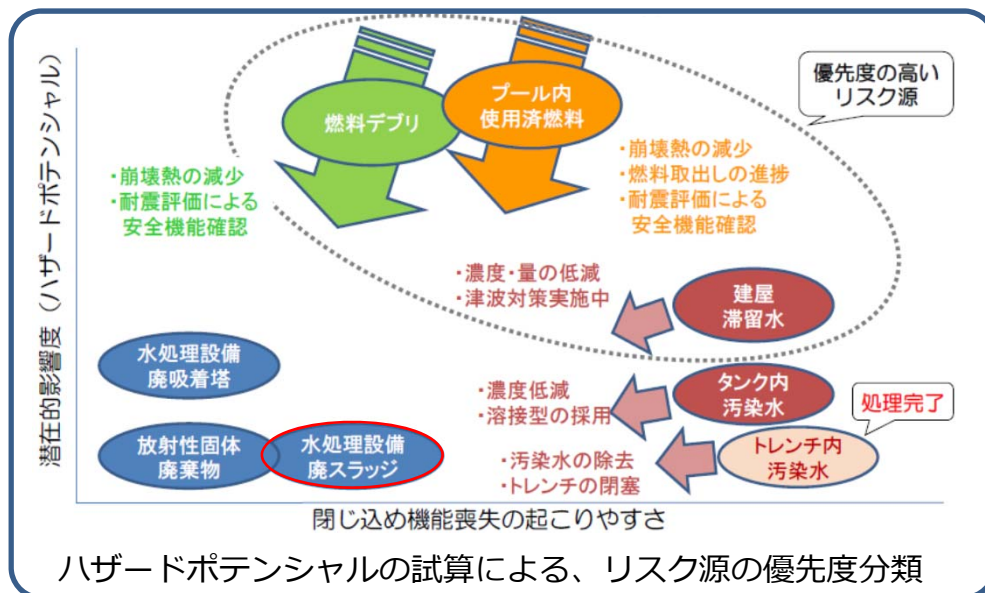 潜在的影響度（ハザードポテンシャル）
優先度の高い
リスク源
燃料デブリ
プール内
使用済燃料
・崩壊熱の減少
・耐震評価による
安全機能確認
・崩壊熱の減少
・燃料取出しの進捗
・耐震評価による
安全機能確認
・濃度・量の低減
・津波対策実施中
建屋
滞留水
水処理設備
廃吸着塔
・濃度低減
・溶接型の採用
タンク内
汚染水
処理完了
放射性固体
廃棄物
水処理設備
廃スラッジ
・汚染水の除去
・トレンチの閉塞
トレンチ内
汚染水
閉じ込め機能喪失の起こりやすさ
ハザードポテンシャルの試算による、リスク源の優先度分類